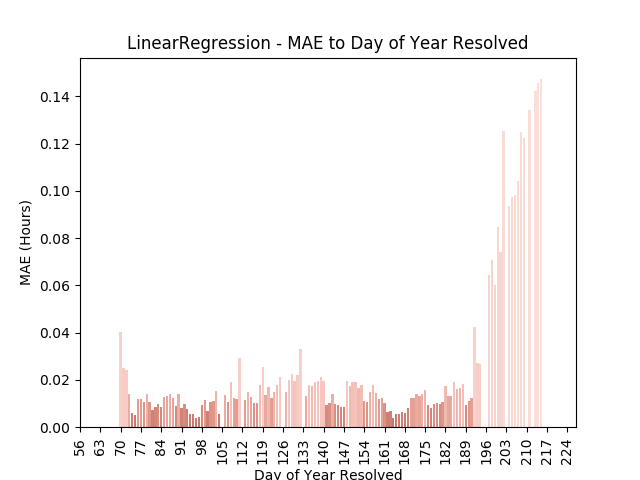 LinearRegression - MAE to Day of Year Resolved
MAE (Hours)
0.14
0.12
0.10
0.08
0.06
0.04
0.02
0.00
56 63 70 77 84 91 98 105 112 119 126 133 140 147 154 161 168 175 182 189 196 203 210 217 224
Day of Year Resolved